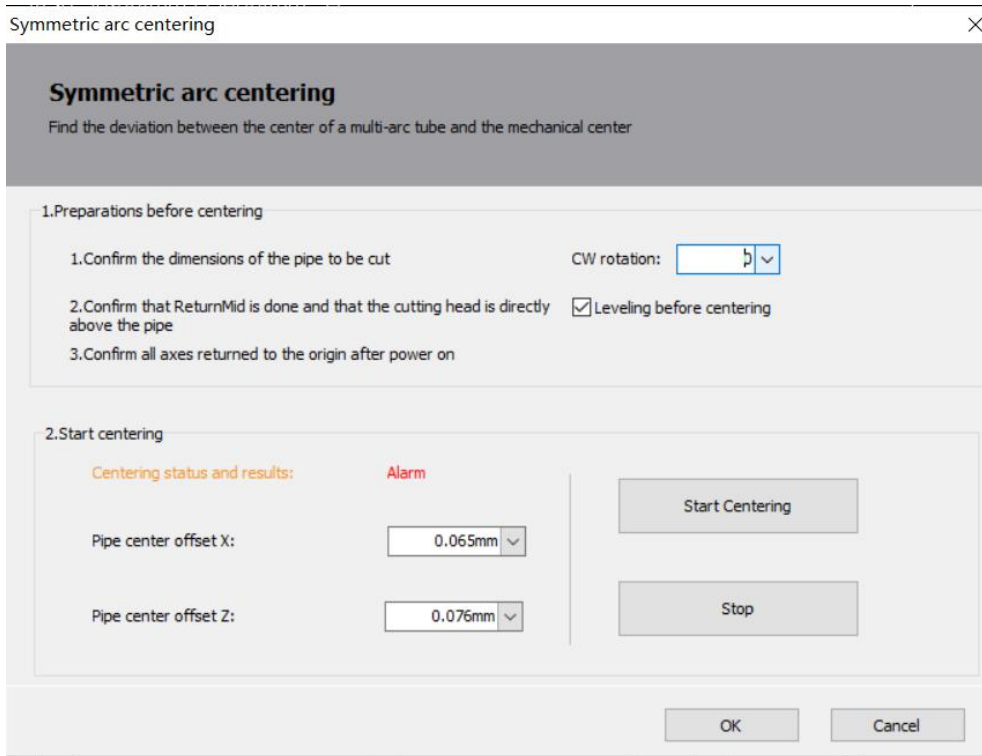 Symmetric arc centering
Symmetric arc centering
Find the deviation between the center of a multi-arc tube and the mechanical center
1.Preparations before centering
1.Confirm the dimensions of the pipe to be cut
CW rotation:
2.Confirm that ReturnMid is done and that the cutting head is directly
above the pipe
Leveling before centering
3.Confirm all axes returned to the origin after power on
2.Start centering
Centering status and results:
Alarm
Start Centering
Pipe center offset X:
0.065mm
Pipe center offset Z:
0.076mm
Stop
OK
Cancel